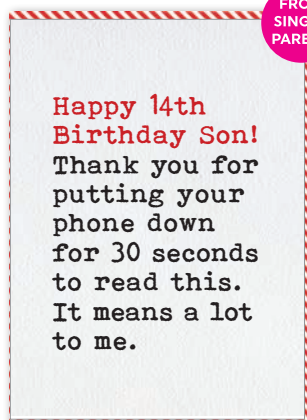 Happy 14th
Birthday Son!
Thank you for
putting your
phone down
for 30 seconds
to read this.
It means a lot
to me.